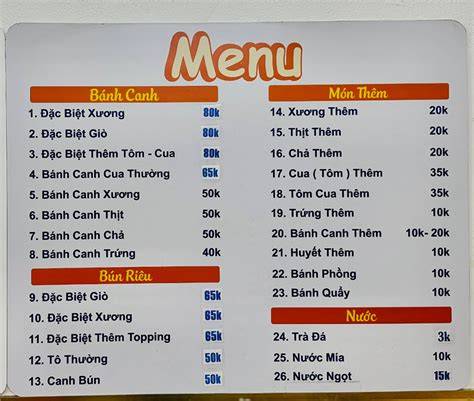 Menu
Bánh Canh
1. Đặc Biệt Xương 80k
2. Đặc Biệt Giò 80k
3. Đặc Biệt Thêm Tôm - Cua 80k
4. Bánh Canh Cua Thường 65k
5. Bánh Canh Xương 50k
6. Bánh Canh Thịt 50k
7. Bánh Canh Chả 50k
8. Bánh Canh Trứng 40k
Bún Riêu
9. Đặc Biệt Giò 65k
10. Đặc Biệt Xương 65k
11. Đặc Biệt Thêm Topping 65k
12. Tô Thường 50k
13. Canh Bún 50k
Món Thêm
14. Xương Thêm 20k
15. Thịt Thêm 20k
16. Chả Thêm 20k
17. Cua ( Tôm ) Thêm 35k
18. Tôm Cua Thêm 35k
19. Trứng Thêm 10k
20. Bánh Canh Thêm 10k- 20k
21. Huyết Thêm 10k
22. Bánh Phồng 10k
23. Bánh Quẩy 10k
Nước
24. Trà Đá 3k
25. Nước Mía 10k
26. Nước Ngọt 15k